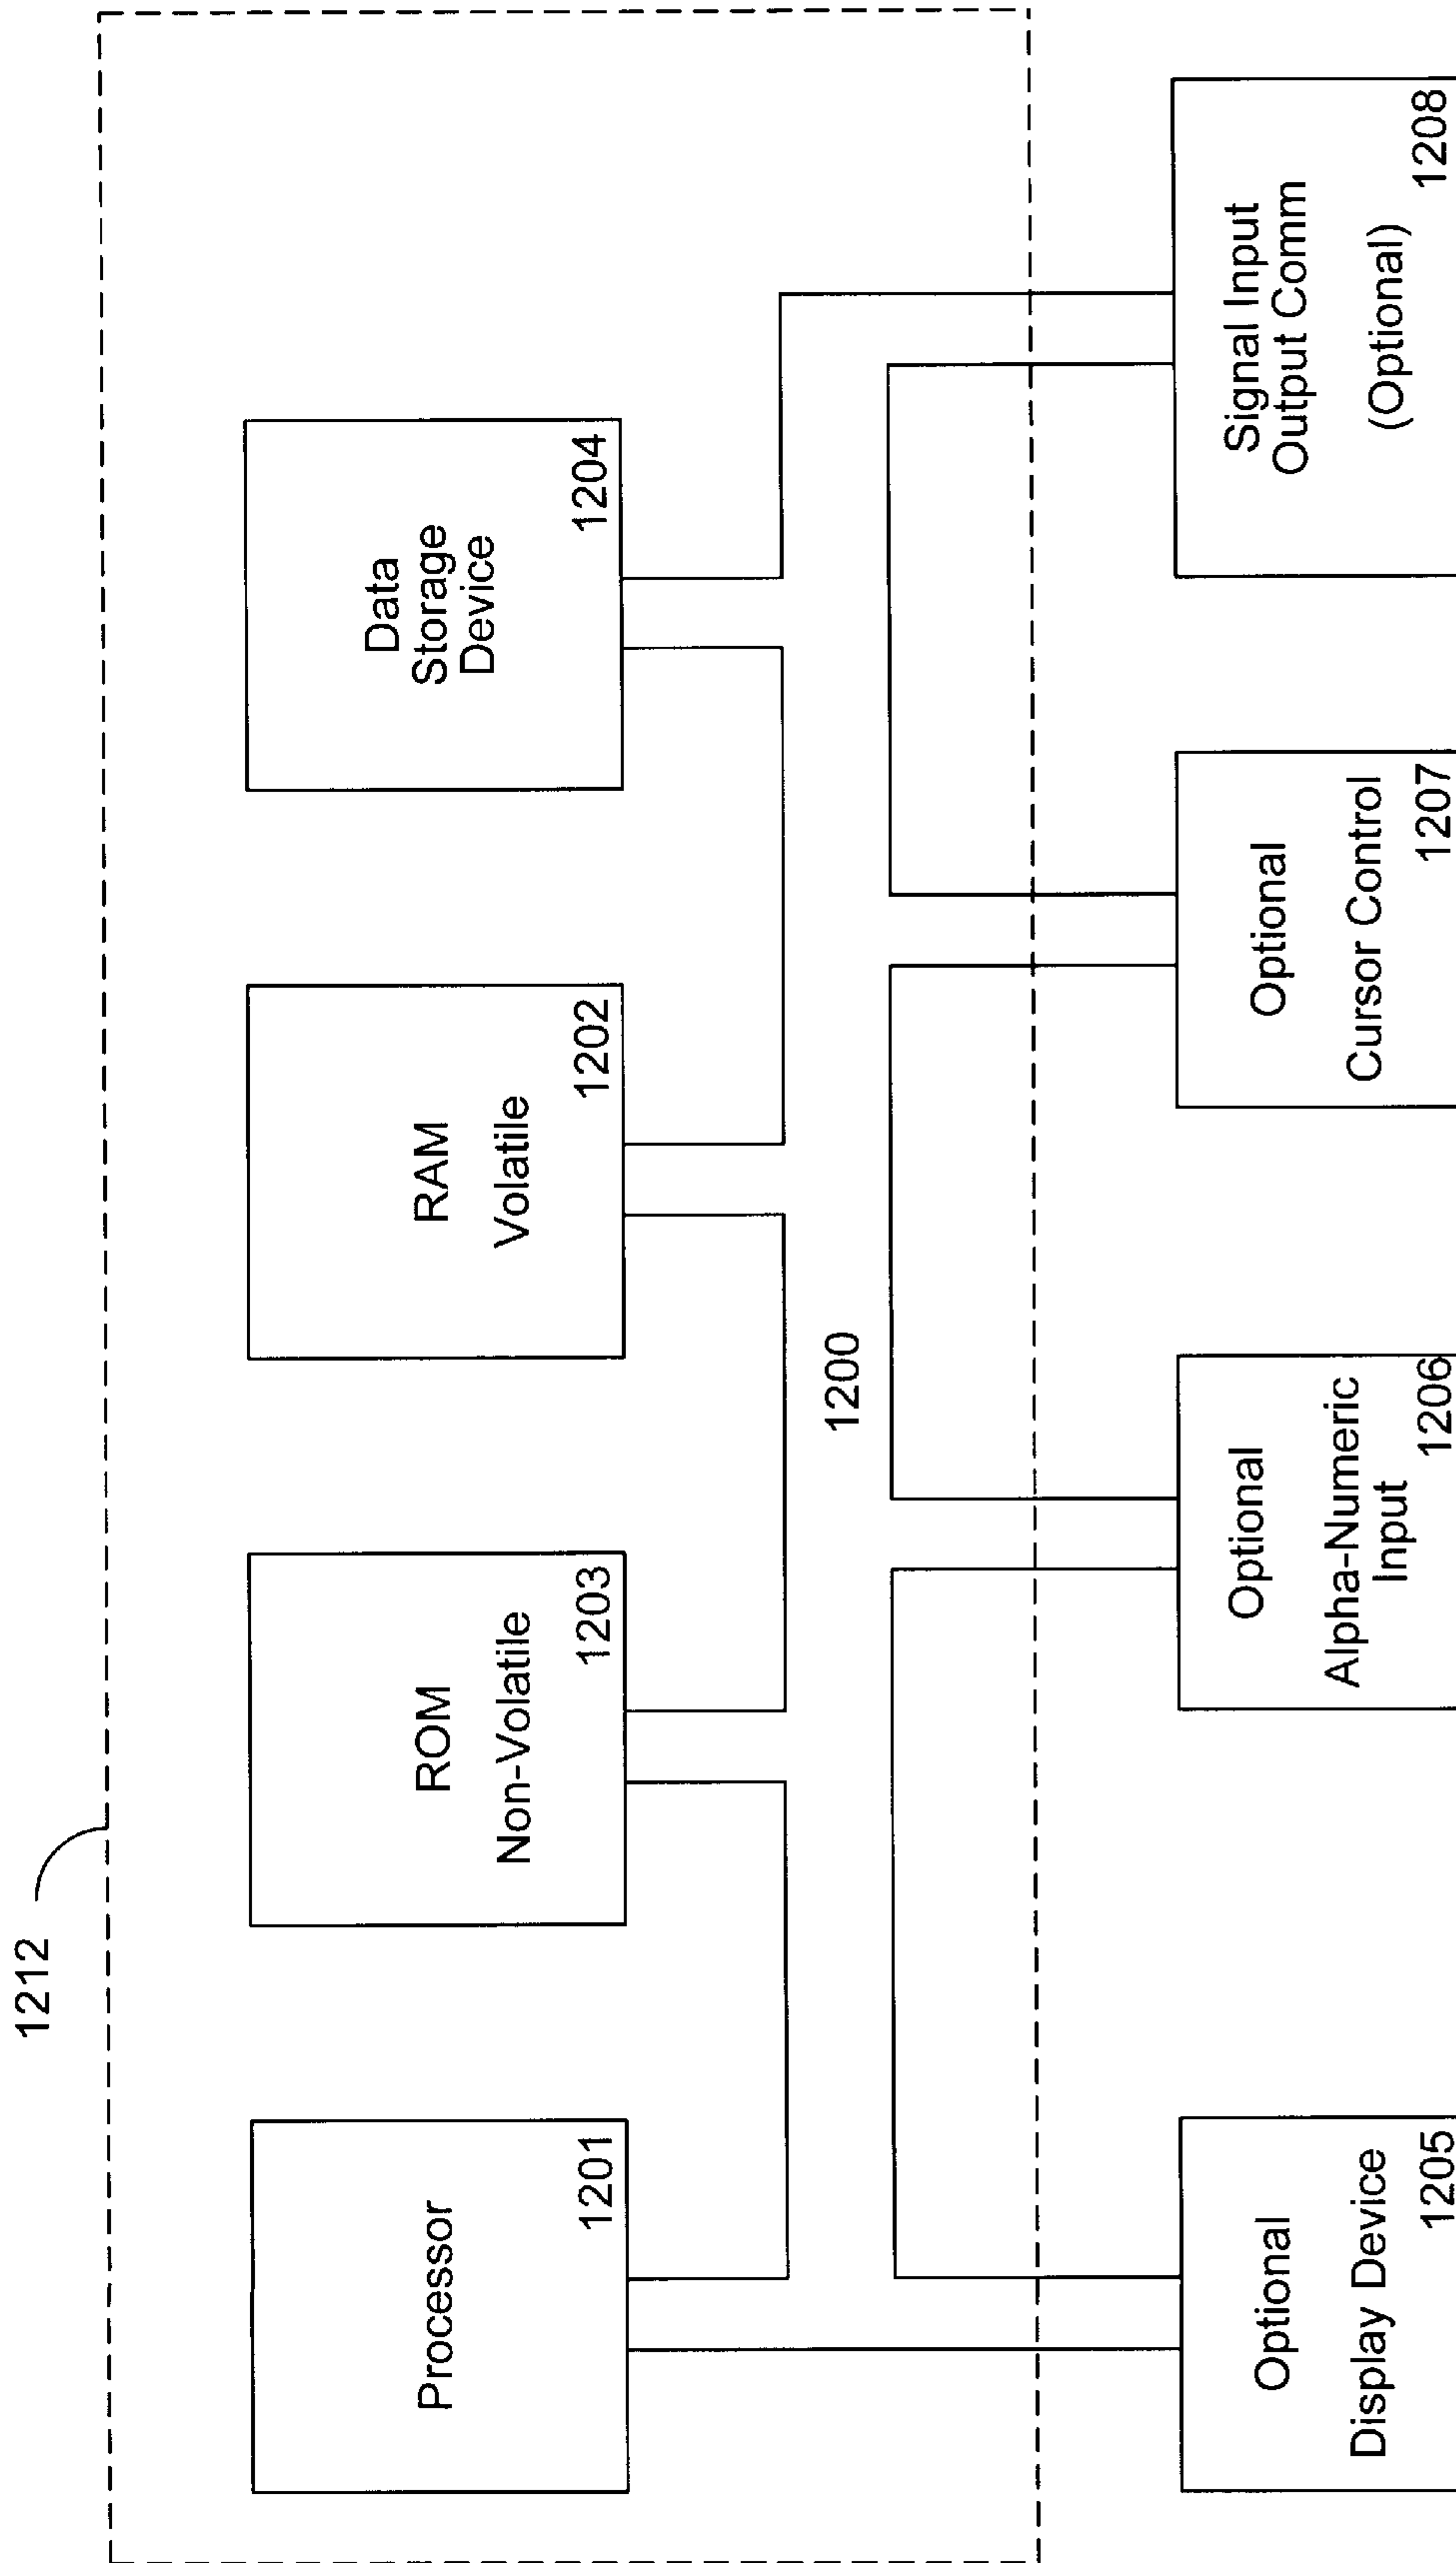 1212
Processor
1201
ROM
Non-Volatile
1203
RAM
Volatile
1202
Data
Storage
Device
1204
1200
Optional
Display Device
1205
Optional
Alpha-Numeric
Input
1206
Optional
Cursor Control
1207
Signal Input
Output Comm
(Optional)
1208